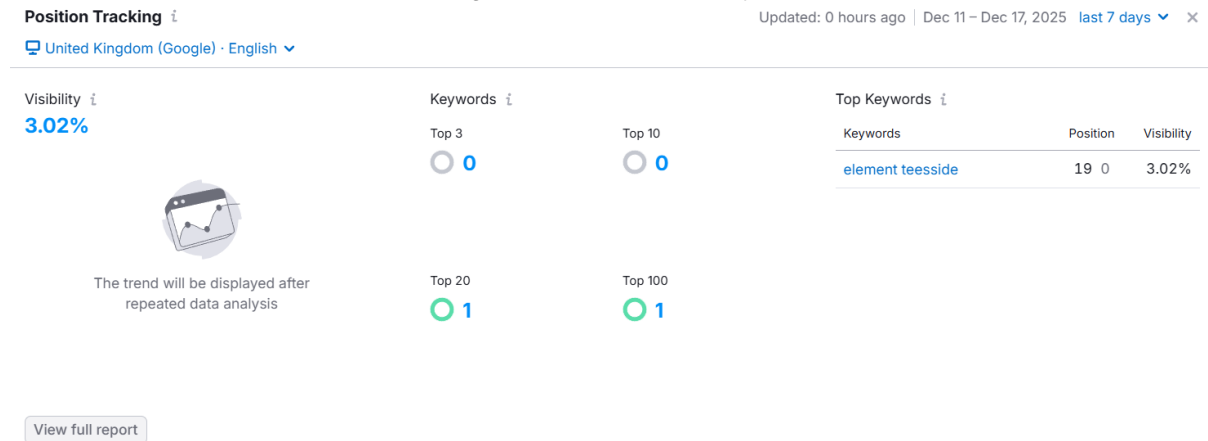 Position Tracking i
Updated: 0 hours ago Dec 11 – Dec 17, 2025 last 7 days
United Kingdom (Google) · English
Visibility i
3.02%
The trend will be displayed after
repeated data analysis
Keywords i
Top 3
0
Top 10
0
Top 20
1
Top 100
1
Top Keywords i
Keywords Position Visibility
element teesside 19 0 3.02%
View full report